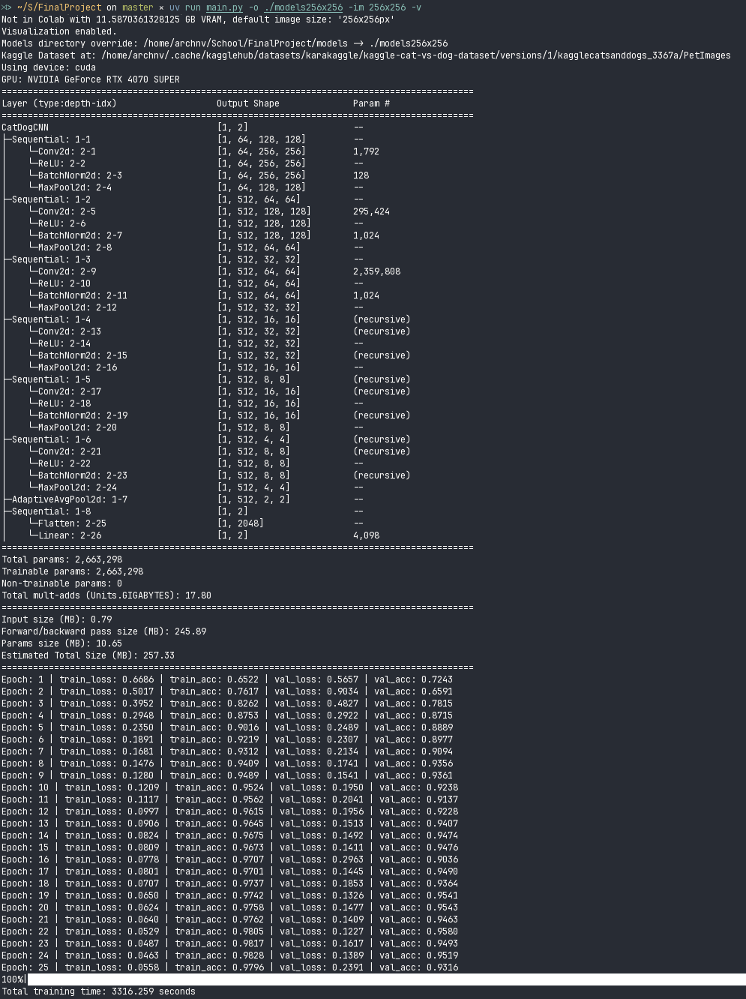 >> ~/S/FinalProject on master × uv run main.py -o ./models256x256 -im 256x256 -v
Not in Colab with 11.5870361328125 GB VRAM, default image size: '256x256px'
Visualization enabled.
Models directory override: /home/archnv/School/FinalProject/models -> ./models256x256
Kaggle Dataset at: /home/archnv/.cache/kagglehub/datasets/karakaggle/kaggle-cat-vs-dog-dataset/versions/1/kagglecatsanddogs_3367a/PetImages
Using device: cuda
GPU: NVIDIA GeForce RTX 4070 SUPER
==========================================================================================
Layer (type:depth-idx)                   Output Shape              Param #
==========================================================================================
CatDogCNN                                [1, 2]                    --
├─Sequential: 1-1                        [1, 64, 128, 128]         --
│    └─Conv2d: 2-1                       [1, 64, 256, 256]         1,792
│    └─ReLU: 2-2                         [1, 64, 256, 256]         --
│    └─BatchNorm2d: 2-3                  [1, 64, 256, 256]         128
│    └─MaxPool2d: 2-4                    [1, 64, 128, 128]         --
├─Sequential: 1-2                        [1, 512, 64, 64]          --
│    └─Conv2d: 2-5                       [1, 512, 128, 128]        295,424
│    └─ReLU: 2-6                         [1, 512, 128, 128]        --
│    └─BatchNorm2d: 2-7                  [1, 512, 128, 128]        1,024
│    └─MaxPool2d: 2-8                    [1, 512, 64, 64]          --
├─Sequential: 1-3                        [1, 512, 32, 32]          --
│    └─Conv2d: 2-9                       [1, 512, 64, 64]          2,359,808
│    └─ReLU: 2-10                        [1, 512, 64, 64]          --
│    └─BatchNorm2d: 2-11                 [1, 512, 64, 64]          1,024
│    └─MaxPool2d: 2-12                   [1, 512, 32, 32]          --
├─Sequential: 1-4                        [1, 512, 16, 16]          (recursive)
│    └─Conv2d: 2-13                      [1, 512, 32, 32]          (recursive)
│    └─ReLU: 2-14                        [1, 512, 32, 32]          --
│    └─BatchNorm2d: 2-15                 [1, 512, 32, 32]          (recursive)
│    └─MaxPool2d: 2-16                   [1, 512, 16, 16]          --
├─Sequential: 1-5                        [1, 512, 8, 8]            (recursive)
│    └─Conv2d: 2-17                      [1, 512, 16, 16]          (recursive)
│    └─ReLU: 2-18                        [1, 512, 16, 16]          --
│    └─BatchNorm2d: 2-19                 [1, 512, 16, 16]          (recursive)
│    └─MaxPool2d: 2-20                   [1, 512, 8, 8]            --
├─Sequential: 1-6                        [1, 512, 4, 4]            (recursive)
│    └─Conv2d: 2-21                      [1, 512, 8, 8]            (recursive)
│    └─ReLU: 2-22                        [1, 512, 8, 8]            --
│    └─BatchNorm2d: 2-23                 [1, 512, 8, 8]            (recursive)
│    └─MaxPool2d: 2-24                   [1, 512, 4, 4]            --
├─AdaptiveAvgPool2d: 1-7                 [1, 512, 2, 2]            --
├─Sequential: 1-8                        [1, 2]                    --
│    └─Flatten: 2-25                     [1, 2048]                 --
│    └─Linear: 2-26                      [1, 2]                    4,098
==========================================================================================
Total params: 2,663,298
Trainable params: 2,663,298
Non-trainable params: 0
Total mult-adds (Units.GIGABYTES): 17.80
==========================================================================================
Input size (MB): 0.79
Forward/backward pass size (MB): 245.89
Params size (MB): 10.65
Estimated Total Size (MB): 257.33
==========================================================================================
Epoch: 1 | train_loss: 0.6686 | train_acc: 0.6522 | val_loss: 0.5657 | val_acc: 0.7243
Epoch: 2 | train_loss: 0.5017 | train_acc: 0.7617 | val_loss: 0.9034 | val_acc: 0.6591
Epoch: 3 | train_loss: 0.3952 | train_acc: 0.8262 | val_loss: 0.4827 | val_acc: 0.7815
Epoch: 4 | train_loss: 0.2948 | train_acc: 0.8753 | val_loss: 0.2922 | val_acc: 0.8715
Epoch: 5 | train_loss: 0.2350 | train_acc: 0.9016 | val_loss: 0.2489 | val_acc: 0.8889
Epoch: 6 | train_loss: 0.1891 | train_acc: 0.9219 | val_loss: 0.2307 | val_acc: 0.8977
Epoch: 7 | train_loss: 0.1681 | train_acc: 0.9312 | val_loss: 0.2134 | val_acc: 0.9094
Epoch: 8 | train_loss: 0.1476 | train_acc: 0.9409 | val_loss: 0.1741 | val_acc: 0.9356
Epoch: 9 | train_loss: 0.1280 | train_acc: 0.9489 | val_loss: 0.1541 | val_acc: 0.9361
Epoch: 10 | train_loss: 0.1209 | train_acc: 0.9524 | val_loss: 0.1950 | val_acc: 0.9238
Epoch: 11 | train_loss: 0.1117 | train_acc: 0.9562 | val_loss: 0.2041 | val_acc: 0.9137
Epoch: 12 | train_loss: 0.0997 | train_acc: 0.9615 | val_loss: 0.1956 | val_acc: 0.9228
Epoch: 13 | train_loss: 0.0906 | train_acc: 0.9645 | val_loss: 0.1513 | val_acc: 0.9407
Epoch: 14 | train_loss: 0.0824 | train_acc: 0.9675 | val_loss: 0.1492 | val_acc: 0.9474
Epoch: 15 | train_loss: 0.0809 | train_acc: 0.9673 | val_loss: 0.1411 | val_acc: 0.9476
Epoch: 16 | train_loss: 0.0778 | train_acc: 0.9707 | val_loss: 0.2963 | val_acc: 0.9036
Epoch: 17 | train_loss: 0.0801 | train_acc: 0.9701 | val_loss: 0.1445 | val_acc: 0.9490
Epoch: 18 | train_loss: 0.0707 | train_acc: 0.9737 | val_loss: 0.1853 | val_acc: 0.9364
Epoch: 19 | train_loss: 0.0650 | train_acc: 0.9742 | val_loss: 0.1326 | val_acc: 0.9541
Epoch: 20 | train_loss: 0.0624 | train_acc: 0.9758 | val_loss: 0.1477 | val_acc: 0.9543
Epoch: 21 | train_loss: 0.0640 | train_acc: 0.9762 | val_loss: 0.1409 | val_acc: 0.9463
Epoch: 22 | train_loss: 0.0529 | train_acc: 0.9805 | val_loss: 0.1227 | val_acc: 0.9580
Epoch: 23 | train_loss: 0.0487 | train_acc: 0.9817 | val_loss: 0.1617 | val_acc: 0.9493
Epoch: 24 | train_loss: 0.0463 | train_acc: 0.9828 | val_loss: 0.1389 | val_acc: 0.9519
Epoch: 25 | train_loss: 0.0558 | train_acc: 0.9796 | val_loss: 0.2391 | val_acc: 0.9316
100%|
Total training time: 3316.259 seconds